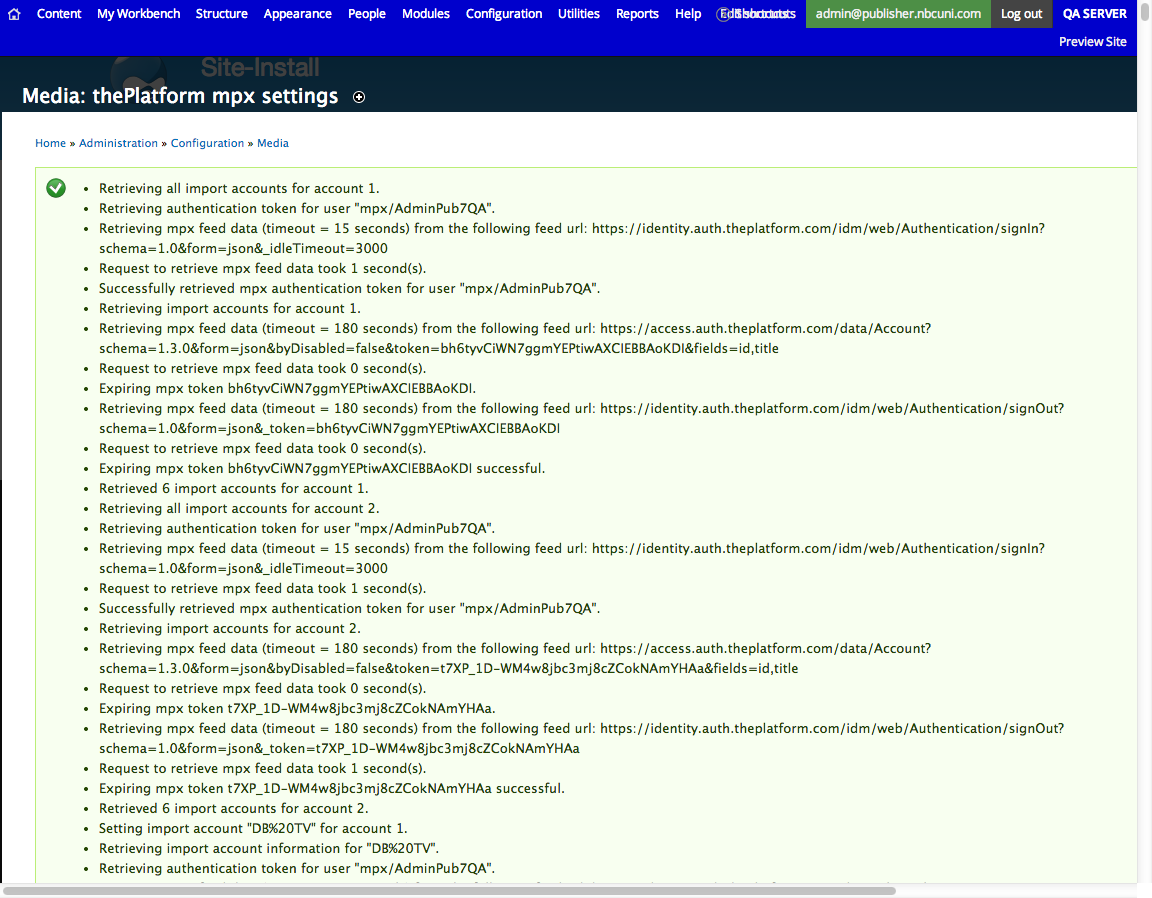 Content My Workbench Structure Appearance People Modules Configuration Utilities Reports Help admin@publisher.nbcuni.com Log out QA SERVER
Preview Site
Site-Install
Media: thePlatform mpx settings
Home » Administration » Configuration » Media
• Retrieving all import accounts for account 1.
• Retrieving authentication token for user "mpx/AdminPub7QA".
• Retrieving mpx feed data (timeout = 15 seconds) from the following feed url: https://identity.auth.theplatform.com/idm/web/Authentication/signIn?
schema=1.0&form=json&_idleTimeout=3000
• Request to retrieve mpx feed data took 1 second(s).
• Successfully retrieved mpx authentication token for user "mpx/AdminPub7QA".
• Retrieving import accounts for account 1.
• Retrieving mpx feed data (timeout = 180 seconds) from the following feed url: https://access.auth.theplatform.com/data/Account?
schema=1.3.0&form=json&byDisabled=false&token=bh6tyvCiWN7ggmYEPtiwAXCIEBBAoKDI&fields=id,title
• Request to retrieve mpx feed data took 0 second(s).
• Expiring mpx token bh6tyvCiWN7ggmYEPtiwAXCIEBBAoKDI.
• Retrieving mpx feed data (timeout = 180 seconds) from the following feed url: https://identity.auth.theplatform.com/idm/web/Authentication/signOut?
schema=1.0&form=json&_token=bh6tyvCiWN7ggmYEPtiwAXCIEBBAoKDI
• Request to retrieve mpx feed data took 0 second(s).
• Expiring mpx token bh6tyvCiWN7ggmYEPtiwAXCIEBBAoKDI successful.
• Retrieved 6 import accounts for account 1.
• Retrieving all import accounts for account 2.
• Retrieving authentication token for user "mpx/AdminPub7QA".
• Retrieving mpx feed data (timeout = 15 seconds) from the following feed url: https://identity.auth.theplatform.com/idm/web/Authentication/signIn?
schema=1.0&form=json&_idleTimeout=3000
• Request to retrieve mpx feed data took 1 second(s).
• Successfully retrieved mpx authentication token for user "mpx/AdminPub7QA".
• Retrieving import accounts for account 2.
• Retrieving mpx feed data (timeout = 180 seconds) from the following feed url: https://access.auth.theplatform.com/data/Account?
schema=1.3.0&form=json&byDisabled=false&token=t7XP_1D-WM4w8jbc3mj8cZCokNAmYHAa&fields=id,title
• Request to retrieve mpx feed data took 0 second(s).
• Expiring mpx token t7XP_1D-WM4w8jbc3mj8cZCokNAmYHAa.
• Retrieving mpx feed data (timeout = 180 seconds) from the following feed url: https://identity.auth.theplatform.com/idm/web/Authentication/signOut?
schema=1.0&form=json&_token=t7XP_1D-WM4w8jbc3mj8cZCokNAmYHAa
• Request to retrieve mpx feed data took 1 second(s).
• Expiring mpx token t7XP_1D-WM4w8jbc3mj8cZCokNAmYHAa successful.
• Retrieved 6 import accounts for account 2.
• Setting import account "DB%20TV" for account 1.
• Retrieving import account information for "DB%20TV".
• Retrieving authentication token for user "mpx/AdminPub7QA".